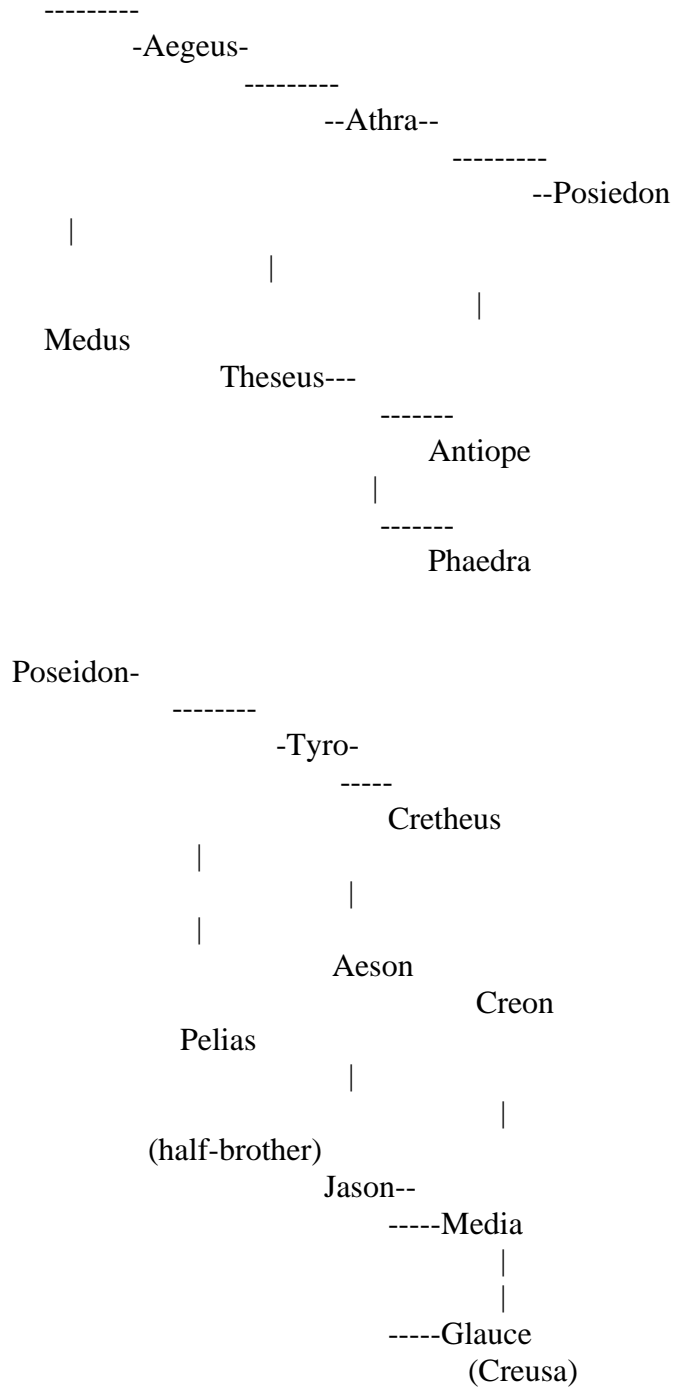 ---------
-Aegeus-
---------
--Athra--
---------
--Posiedon
|
|
|
Medus
Theseus---
-------
Antiope
|
-------
Phaedra
Poseidon-
--------
-Tyro-
-----
Cretheus
|
|
|
Aeson
Creon
Pelias
|
|
(half-brother)
Jason--
-----Media
|
|
-----Glauce
(Creusa)